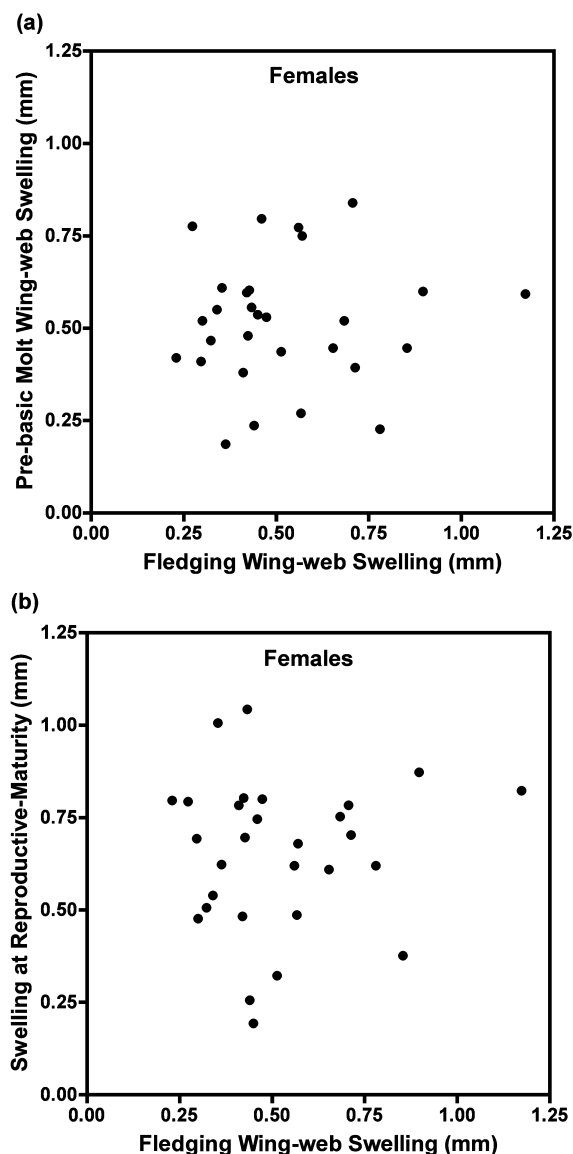 (a)
Females
Pre-basic Molt Wing-web Swelling (mm)
1.25
1.00
0.75
0.50
0.25
0.00
0.00 0.25 0.50 0.75 1.00 1.25
Fledging Wing-web Swelling (mm)
(b)
Females
Swelling at Reproductive-Maturity (mm)
1.25
1.00
0.75
0.50
0.25
0.00
0.00 0.25 0.50 0.75 1.00 1.25
Fledging Wing-web Swelling (mm)